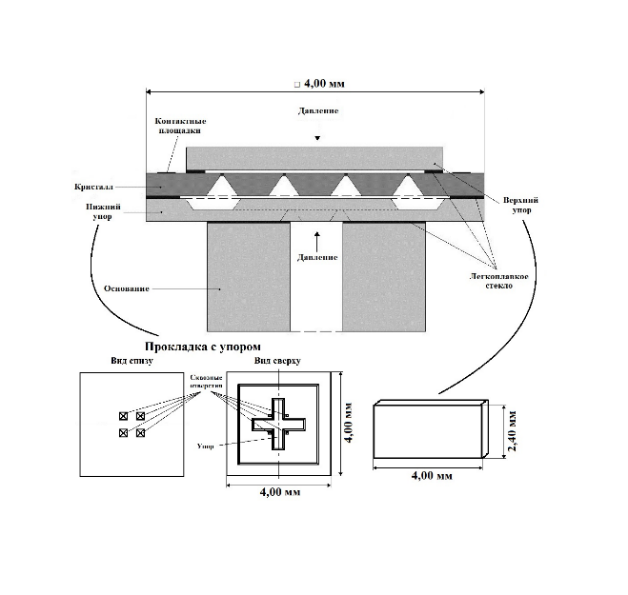 □ 4,00 мм
Давление
Контактные
площадки
Кристалл
Нижний
упор
Верхний
упор
Давление
Легкоплавкое
стекло
Основание
Прокладка с упором
Вид снизу
Вид сверху
Сквозные
отверстия
Упор
4,00 мм
4,00 мм
2,40 мм
4,00 мм